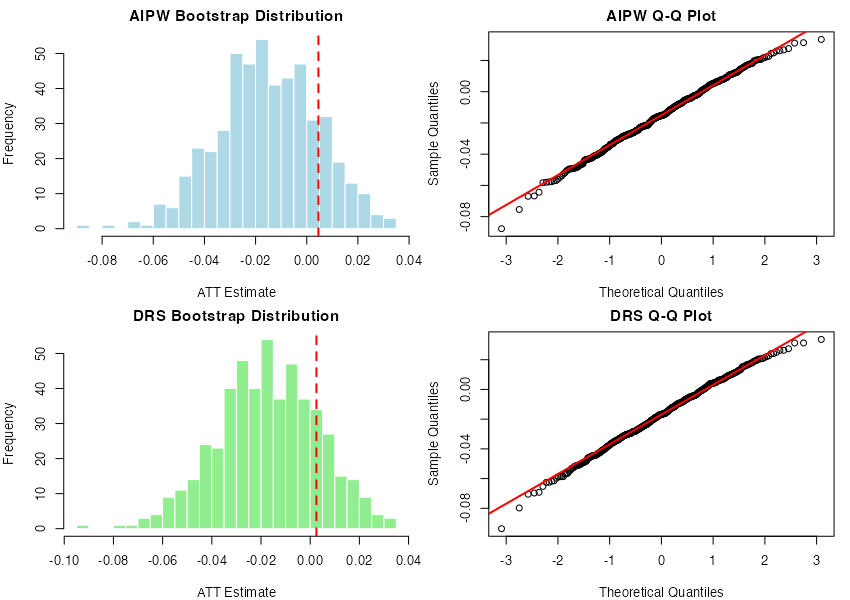 AIPW Bootstrap Distribution
Frequency
50
40
30
20
10
0
-0.08 -0.06 -0.04 -0.02 0.00 0.02 0.04
ATT Estimate
AIPW Q-Q Plot
Sample Quantiles
0.00
-0.04
-0.08
-3 -2 -1 0 1 2 3
Theoretical Quantiles
DRS Bootstrap Distribution
Frequency
50
40
30
20
10
0
-0.10 -0.08 -0.06 -0.04 -0.02 0.00 0.02 0.04
ATT Estimate
DRS Q-Q Plot
Sample Quantiles
0.00
-0.04
-0.08
-3 -2 -1 0 1 2 3
Theoretical Quantiles